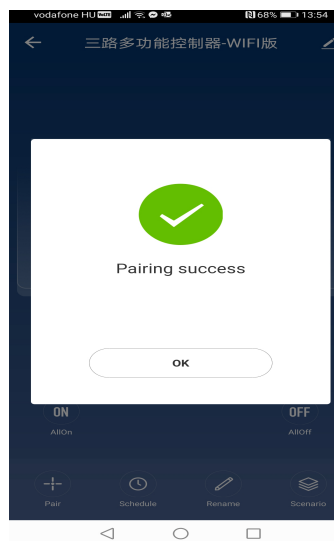 vodafone HU 68% 13:54
三路多功能控制器-WIFI版
Pairing success
OK
ON OFF
AllOn AllOff
Pair Schedule Rename Scenario